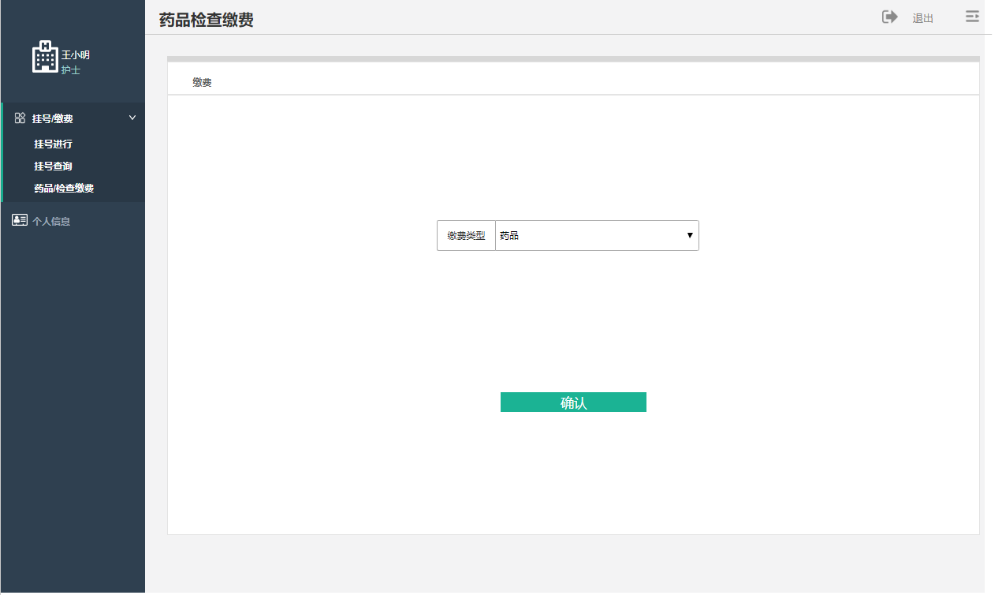 王小明
护士
挂号/缴费
挂号进行
挂号查询
药品/检查缴费
个人信息
药品检查缴费
退出
缴费
缴费类型
药品
确认